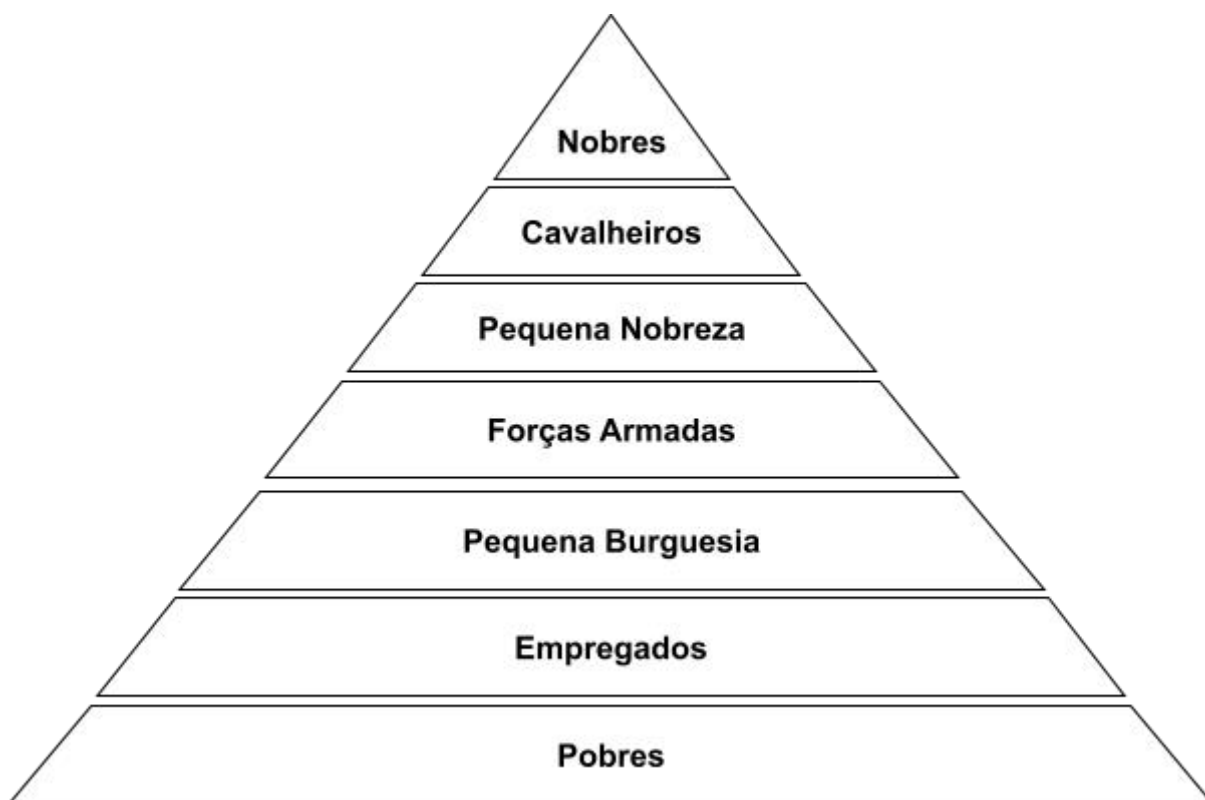 Nobres
Cavalheiros
Pequena Nobreza
Forças Armadas
Pequena Burguesia
Empregados
Pobres